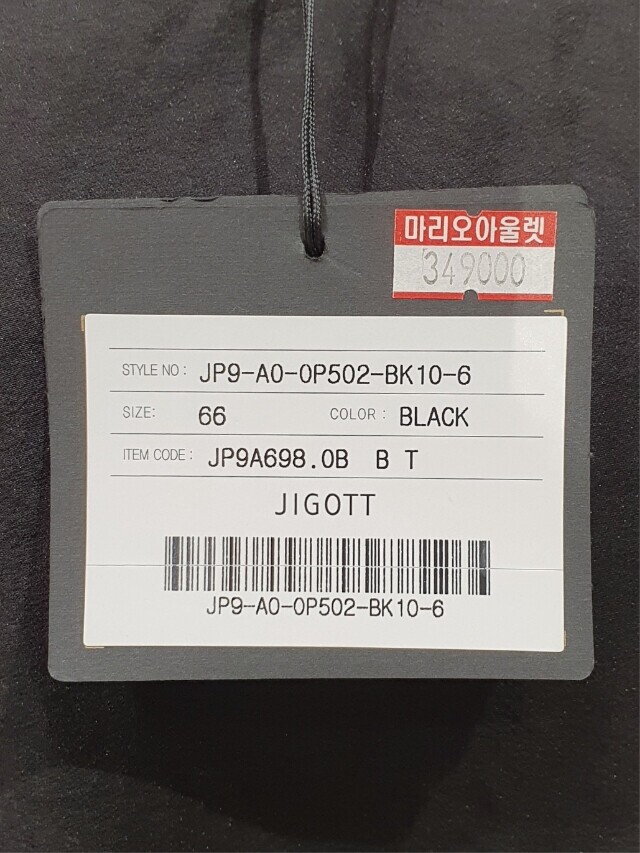 마리오아울렛
349000
STYLE NO: JP9-A0-0P502-BK10-6
SIZE: 66 COLOR: BLACK
ITEM CODE: JP9A698.0B B T
JIGOTT
JP9-A0-0P502-BK10-6